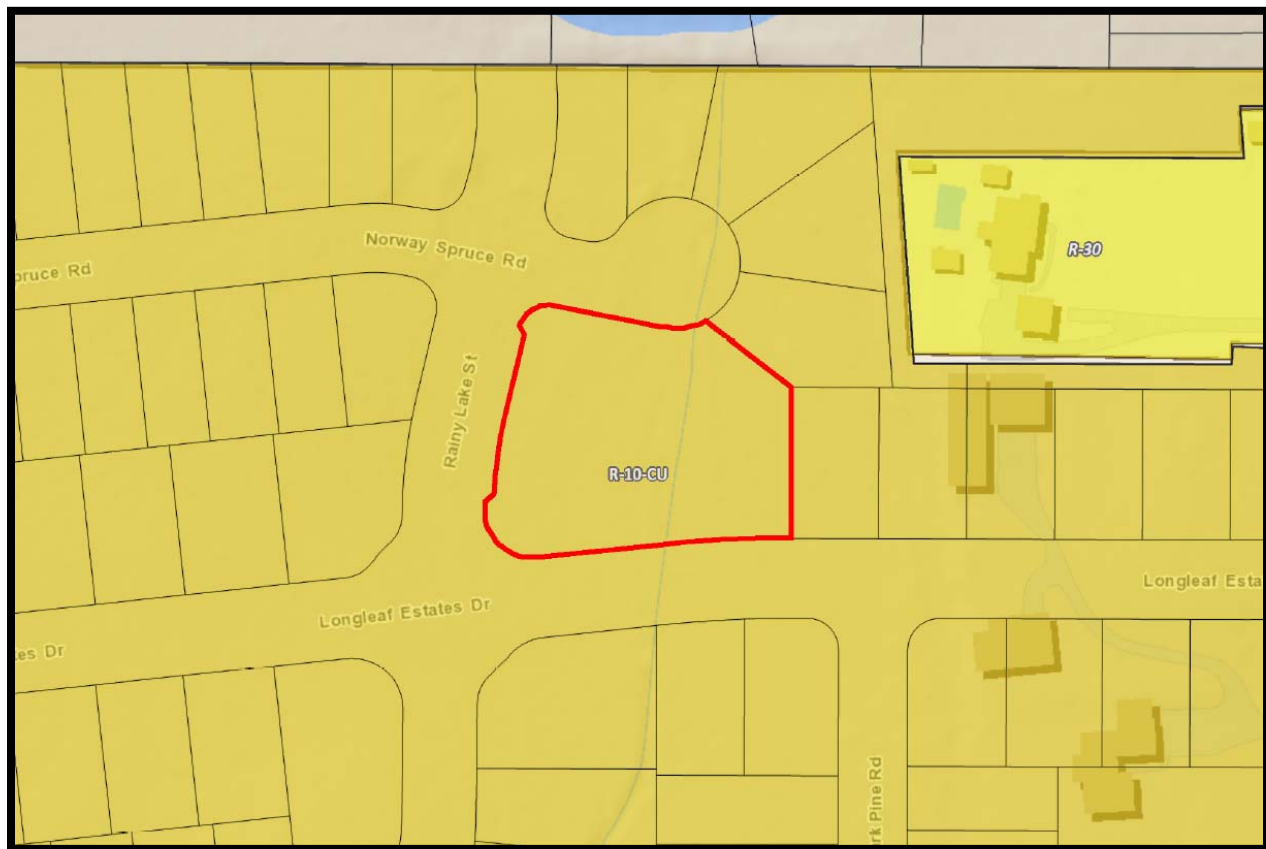 Norway Spruce Rd
R-30
pruce Rd
Rainy Lake St
R-10-CU
Longleaf Esta
Longleaf Estates Dr
es Dr
rk Pine Rd